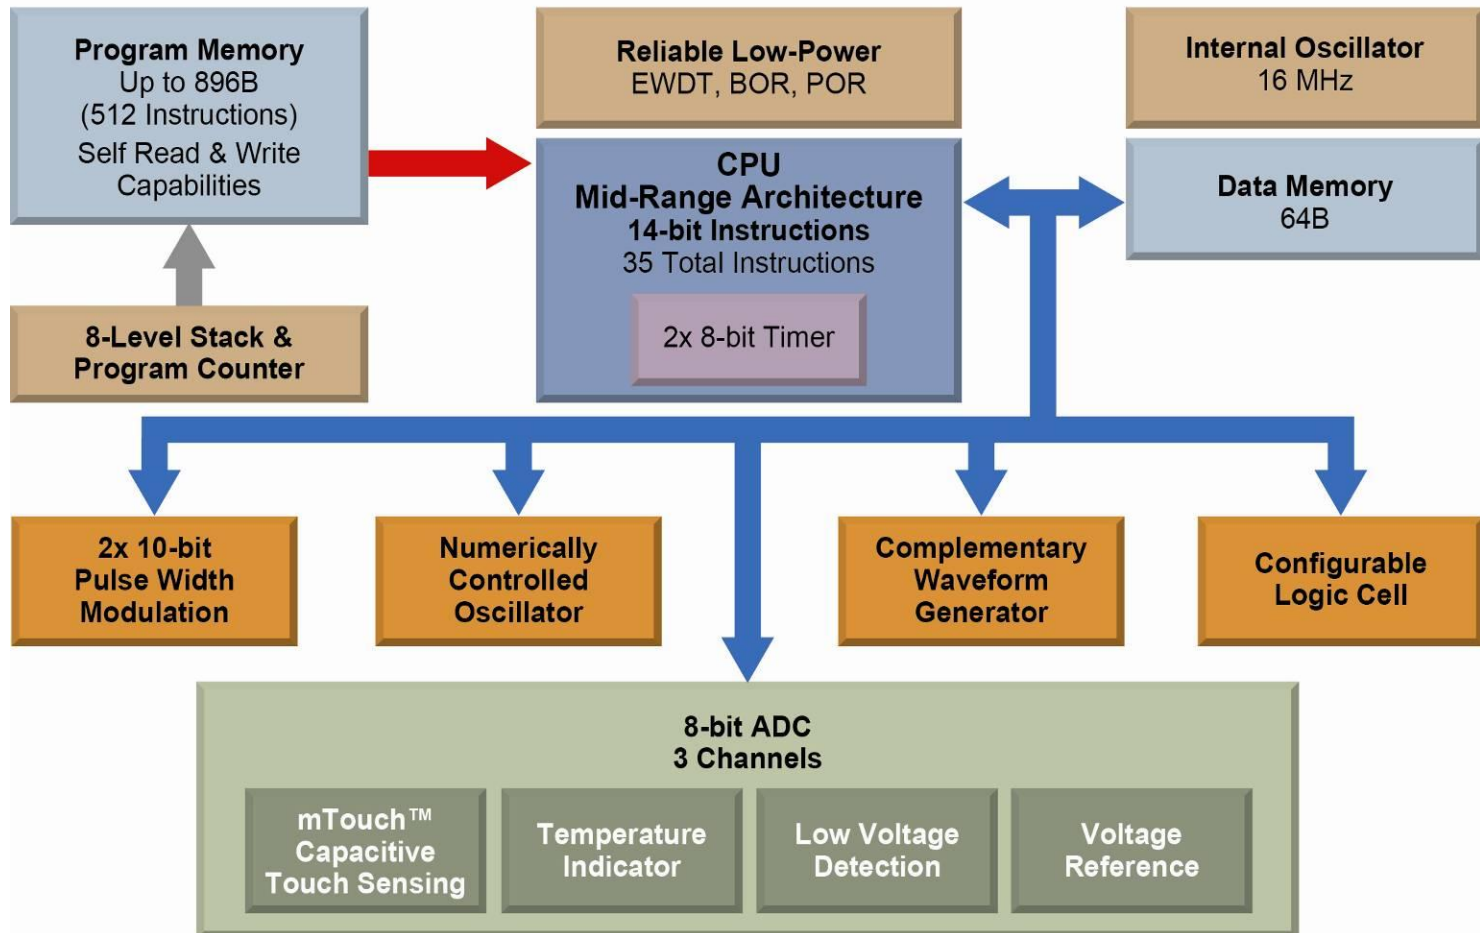 Program Memory
Up to 896B
(512 Instructions)
Self Read & Write
Capabilities
Reliable Low-Power
EWDT, BOR, POR
Internal Oscillator
16 MHz
CPU
Mid-Range Architecture
14-bit Instructions
35 Total Instructions
2x 8-bit Timer
Data Memory
64B
8-Level Stack &
Program Counter
2x 10-bit
Pulse Width
Modulation
Numerically
Controlled
Oscillator
Complementary
Waveform
Generator
Configurable
Logic Cell
8-bit ADC
3 Channels
mTouch™
Capacitive
Touch Sensing
Temperature
Indicator
Low Voltage
Detection
Voltage
Reference